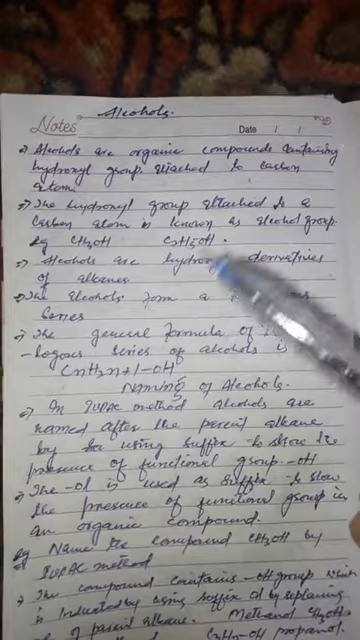 Alcohols.
Notes
Date / /
=) Alcohols are organic compounds containing
hydroxyl group attached to carbon
atom
=) The hydroxyl group attached to a
Carbon atom is known as alcohol group.
eg CH3OH C2H5OH.
=) Alcohols are hydroxy derivatives
of alkanes.
=) The alcohols form a
Series
=) The general formula of
-logous series of alcohols is
CnH2n+1-OH
Naming of Alcohols.
=) In IUPAC method alcohols are
named after the parent alkane
by using suffix to show the
presence of functional group -OH
=) The -ol is used as suffix to show
the presence of functional group in
an organic compound.
eg Name the compound CH3OH by
IUPAC method
=) The compound contains -OH group which
is indicated by using suffix ol by replacing
of parent alkane. Methanol CH3OH
propanol.